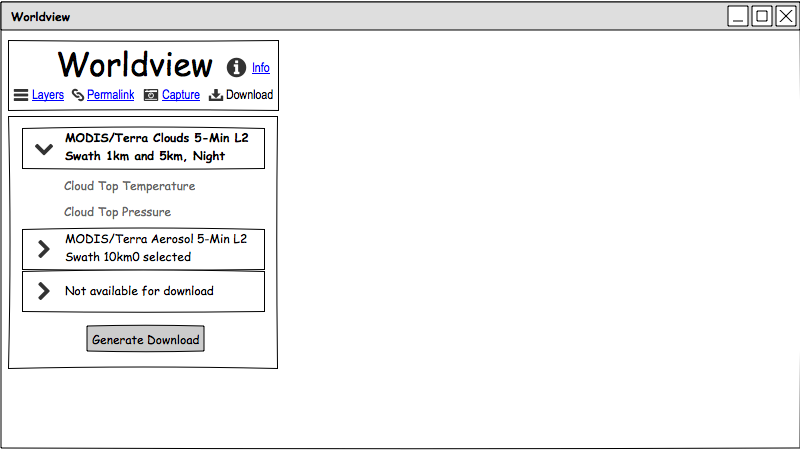 Worldview
Worldview
Info
Layers Permalink Capture Download
MODIS/Terra Clouds 5-Min L2
Swath 1km and 5km, Night
Cloud Top Temperature
Cloud Top Pressure
MODIS/Terra Aerosol 5-Min L2
Swath 10km0 selected
Not available for download
Generate Download